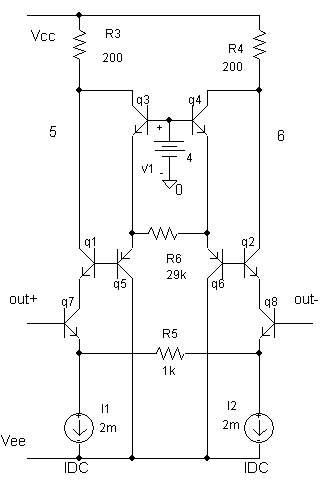 Vcc
R3
200
R4
200
q3
q4
5
6
+
V1
-
4
0
q1
q5
R6
29k
q2
q6
out+
q7
out-
q8
R5
1k
I1
2m
I2
2m
Vee
IDC
IDC